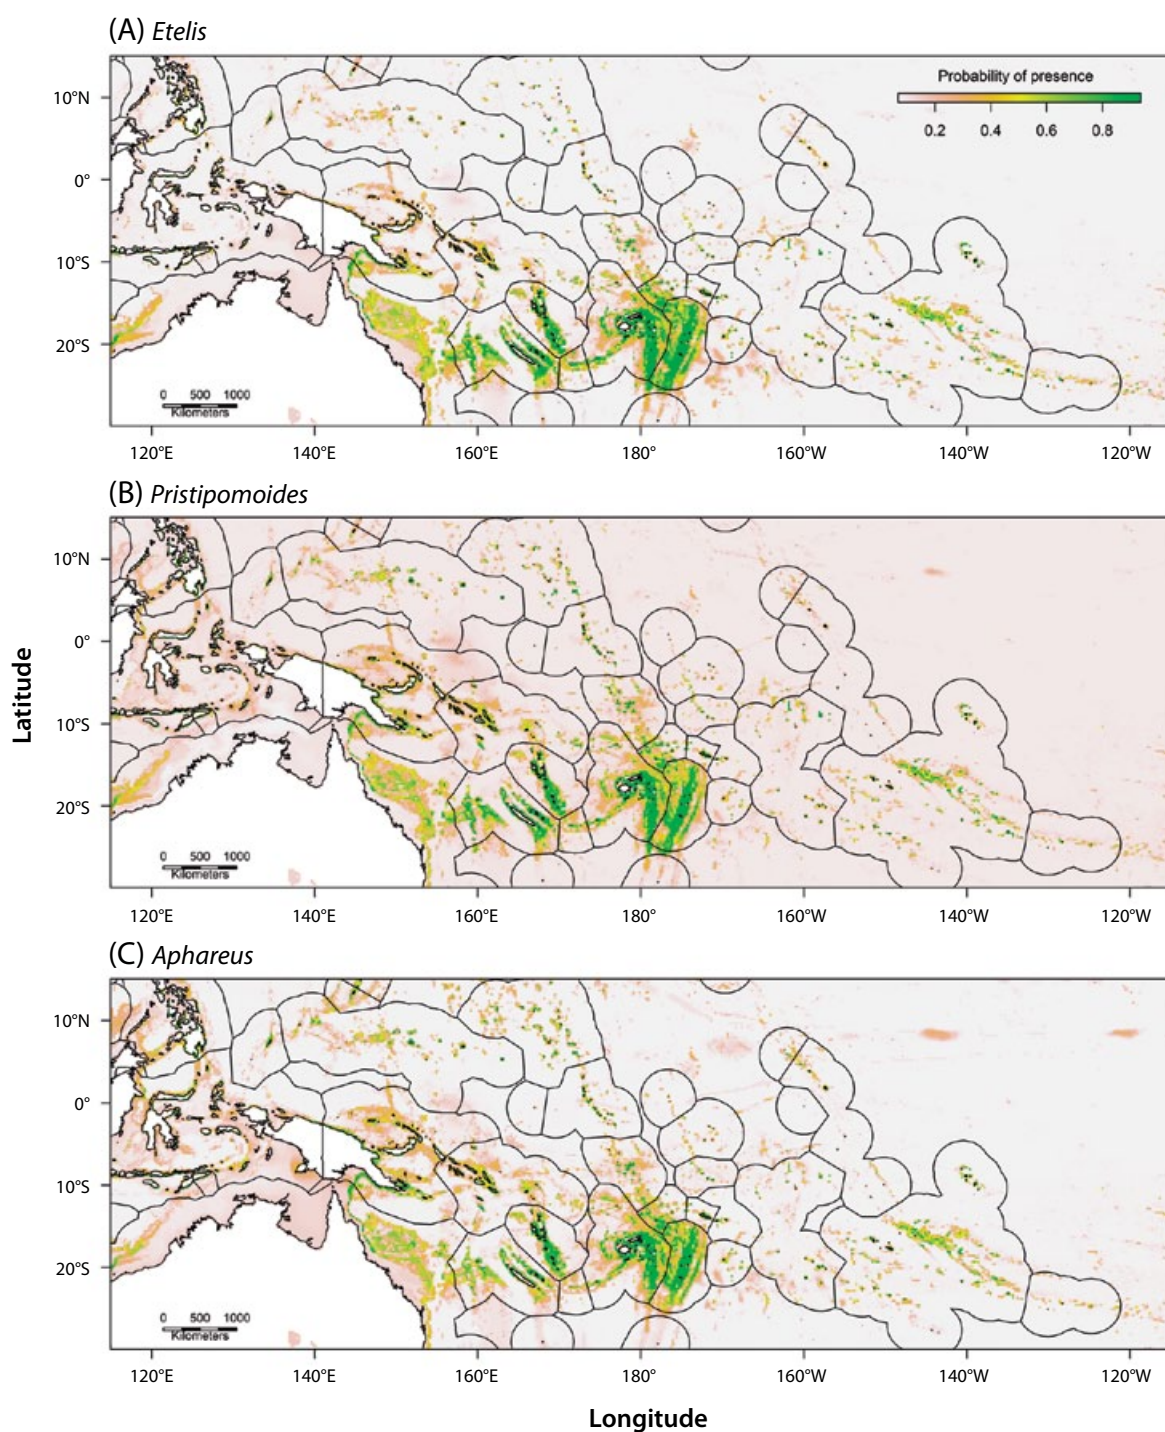 (A) Etelis
Probability of presence
0.2 0.4 0.6 0.8
10°N
0°
10°S
20°S
0 500 1000
Kilometers
120°E 140°E 160°E 180° 160°W 140°W 120°W
(B) Pristipomoides
10°N
0°
10°S
20°S
Latitude
0 500 1000
Kilometers
120°E 140°E 160°E 180° 160°W 140°W 120°W
(C) Aphareus
10°N
0°
10°S
20°S
0 500 1000
Kilometers
120°E 140°E 160°E 180° 160°W 140°W 120°W
Longitude